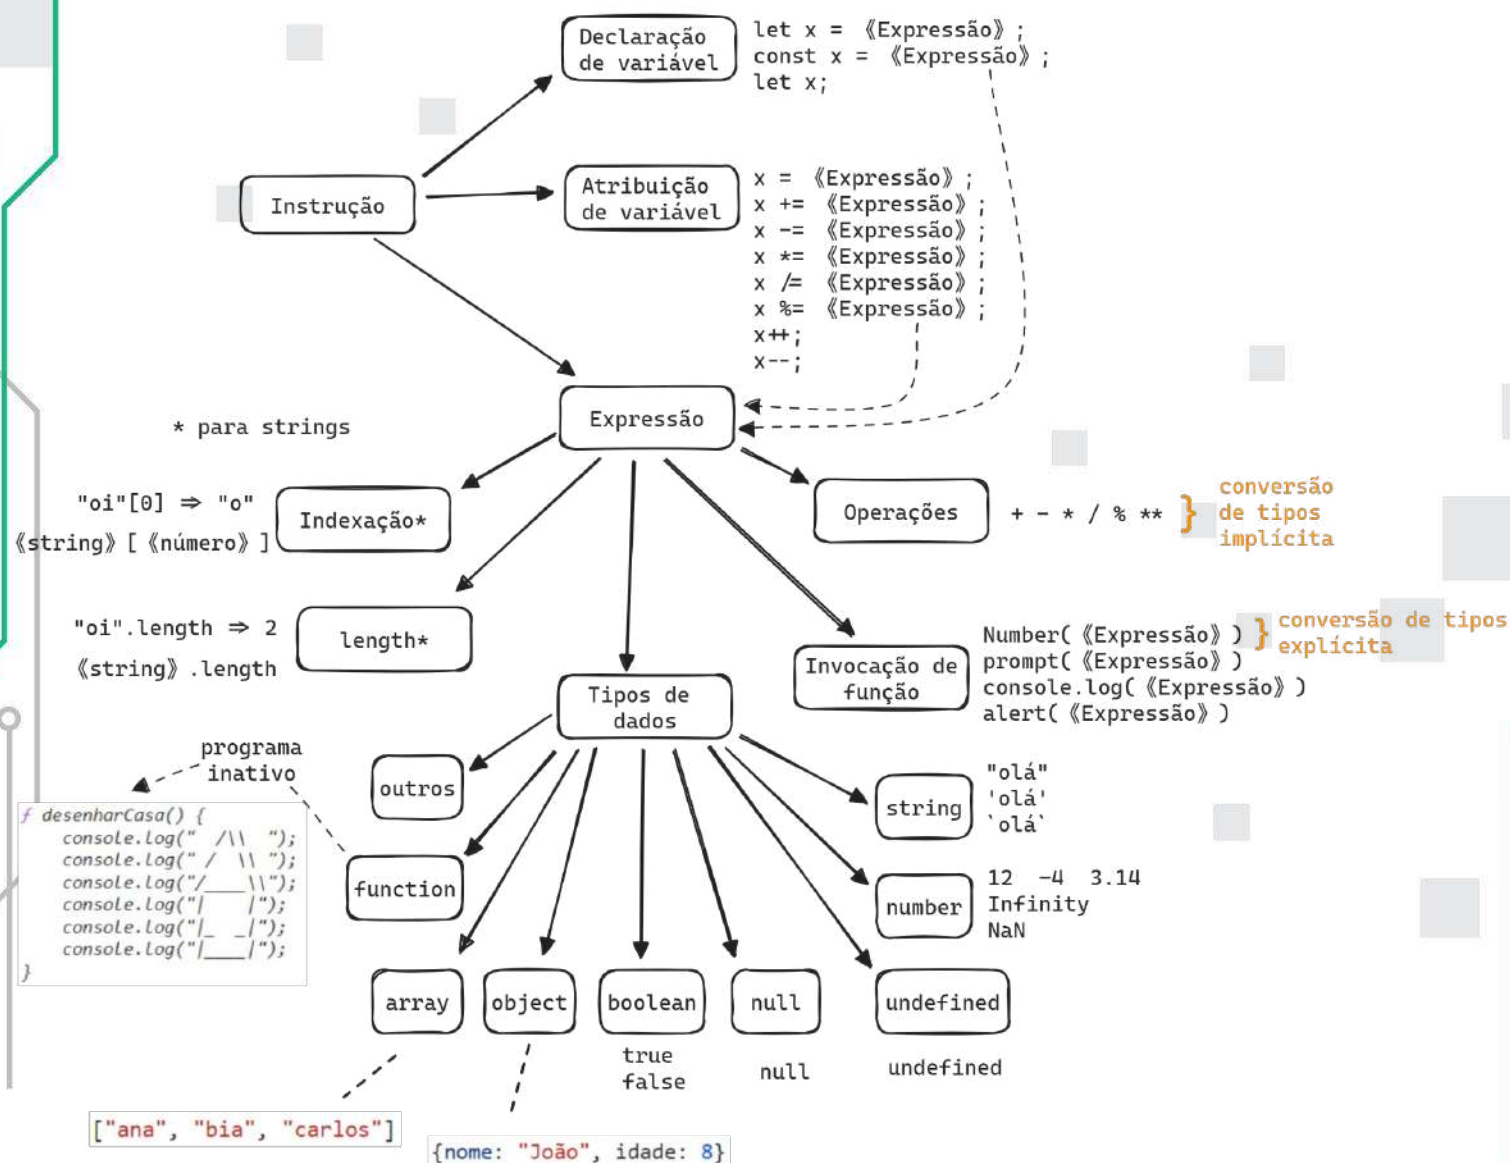 Declaração
de variável
let x = 《Expressão》;
const x = 《Expressão》;
let x;
Instrução
Atribuição
de variável
x = 《Expressão》;
x += 《Expressão》;
x -= 《Expressão》;
x *= 《Expressão》;
x /= 《Expressão》;
x %= 《Expressão》;
x++;
x--;
Expressão
* para strings
"oi"[0] ⇒ "o"
《string》[《número》]
Indexação*
Operações
+ - * / % **
}
conversão
de tipos
implícita
"oi".length ⇒ 2
《string》.length
length*
Invocação de
função
Number(《Expressão》)
prompt(《Expressão》)
console.log(《Expressão》)
alert(《Expressão》)
}
conversão de tipos
explícita
Tipos de
dados
programa
inativo
f desenharCasa() {
    console.log("  /\\  ");
    console.log(" /  \\ ");
    console.log("/____\\");
    console.log("|    |");
    console.log("|_  _|");
    console.log("|____|");
}
outros
function
string
"olá"
'olá'
`olá`
number
12  -4  3.14
Infinity
NaN
array
object
boolean
null
undefined
true
false
null
undefined
["ana", "bia", "carlos"]
{nome: "João", idade: 8}